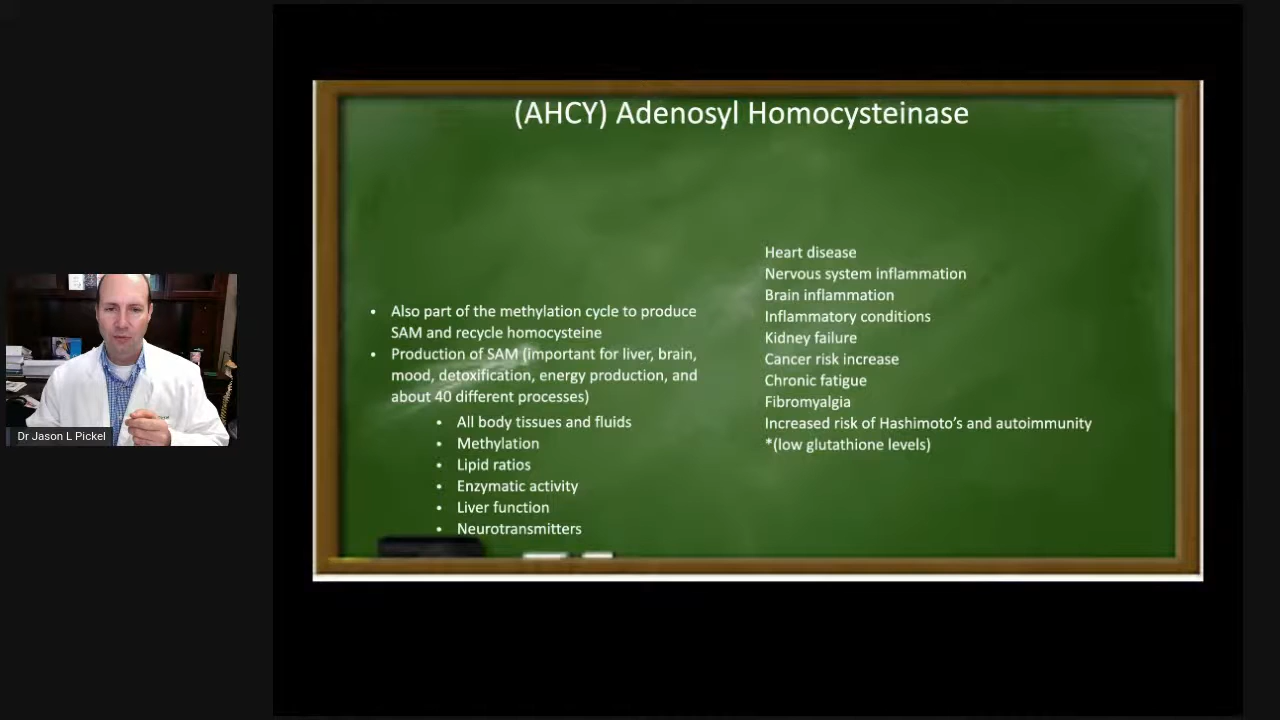 (AHCY) Adenosyl Homocysteinase
• Also part of the methylation cycle to produce
SAM and recycle homocysteine
• Production of SAM (important for liver, brain,
mood, detoxification, energy production, and
about 40 different processes)
• All body tissues and fluids
• Methylation
• Lipid ratios
• Enzymatic activity
• Liver function
• Neurotransmitters
Heart disease
Nervous system inflammation
Brain inflammation
Inflammatory conditions
Kidney failure
Cancer risk increase
Chronic fatigue
Fibromyalgia
Increased risk of Hashimoto’s and autoimmunity
*(low glutathione levels)
Dr Jason L Pickel